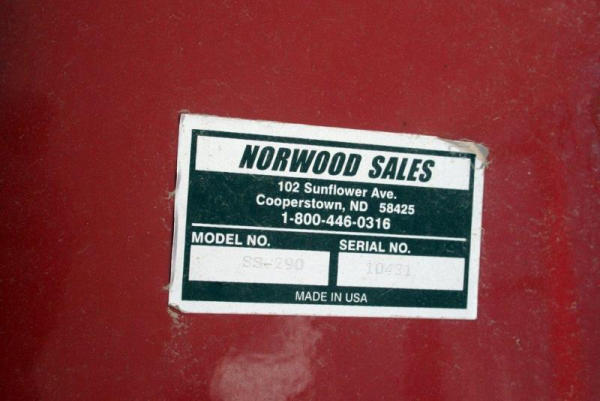 NORWOOD SALES
102 Sunflower Ave.
Cooperstown, ND 58425
1-800-446-0316
MODEL NO. SERIAL NO.
SS-290 10431
MADE IN USA